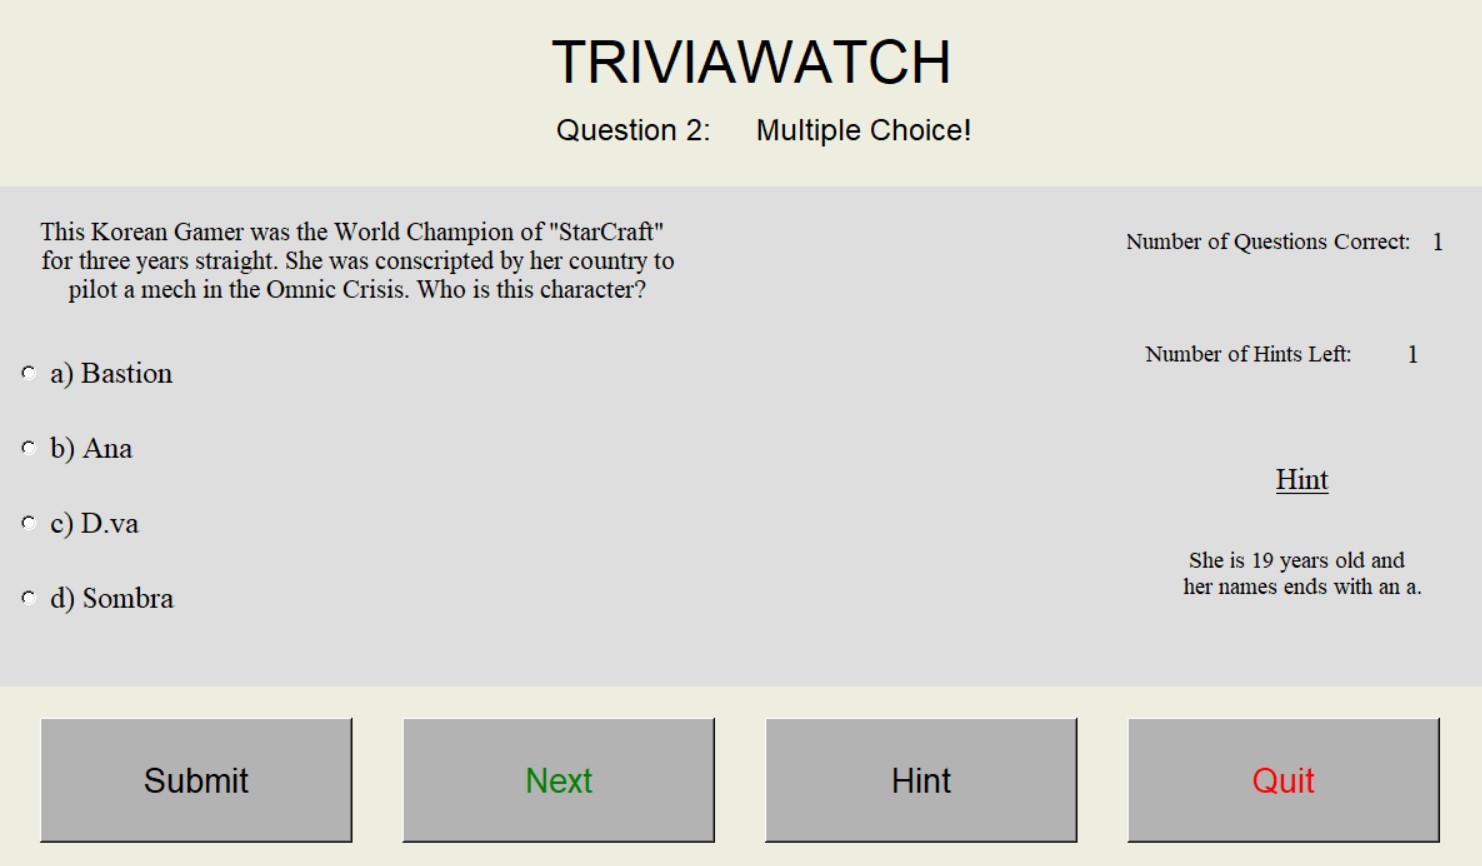 TRIVIAWATCH
Question 2: Multiple Choice!
This Korean Gamer was the World Champion of "StarCraft"
for three years straight. She was conscripted by her country to
pilot a mech in the Omnic Crisis. Who is this character?
a) Bastion
b) Ana
c) D.va
d) Sombra
Number of Questions Correct: 1
Number of Hints Left: 1
Hint
She is 19 years old and
her names ends with an a.
Submit
Next
Hint
Quit